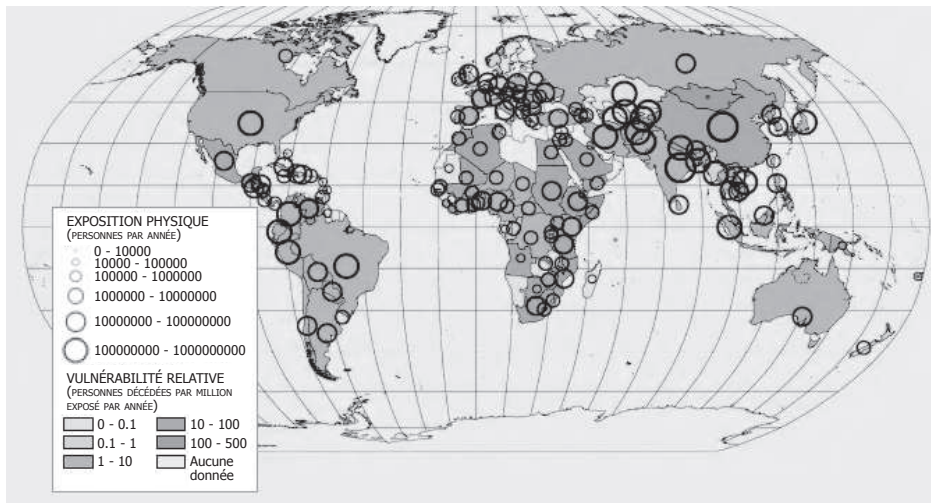 EXPOSITION PHYSIQUE
(PERSONNES PAR ANNÉE)
0 - 10000
10000 - 100000
100000 - 1000000
1000000 - 10000000
10000000 - 100000000
100000000 - 1000000000
VULNÉRABILITÉ RELATIVE
(PERSONNES DÉCÉDÉES PAR MILLION
EXPOSÉ PAR ANNÉE)
0 - 0.1
10 - 100
0.1 - 1
100 - 500
1 - 10
Aucune
donnée